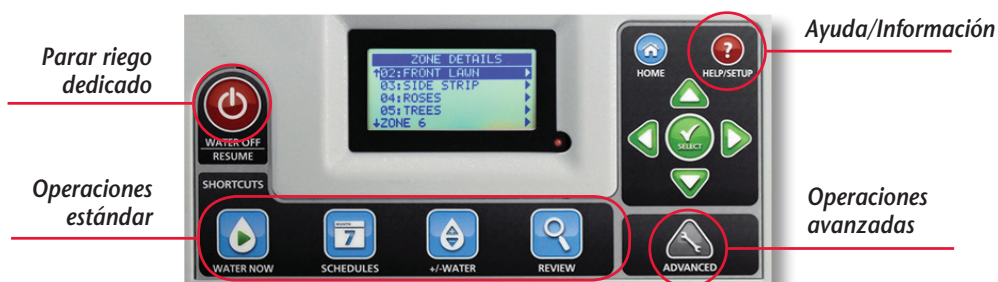 Parar riego
dedicado
Operaciones
estándar
Ayuda/Información
Operaciones
avanzadas
ZONE DETAILS
↑02:FRONT LAWN
03:SIDE STRIP
04:ROSES
05:TREES
↓ZONE 6
HOME
?
HELP/SETUP
SELECT
WATER OFF
RESUME
SHORTCUTS
WATER NOW
MONTH
7
SCHEDULES
+/-WATER
REVIEW
ADVANCED